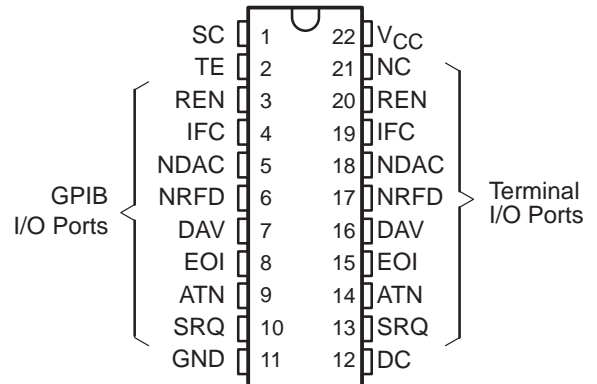 SC 1 22 VCC
TE 2 21 NC
REN 3 20 REN
IFC 4 19 IFC
NDAC 5 18 NDAC
NRFD 6 17 NRFD
DAV 7 16 DAV
EOI 8 15 EOI
ATN 9 14 ATN
SRQ 10 13 SRQ
GND 11 12 DC
GPIB
I/O Ports
Terminal
I/O Ports